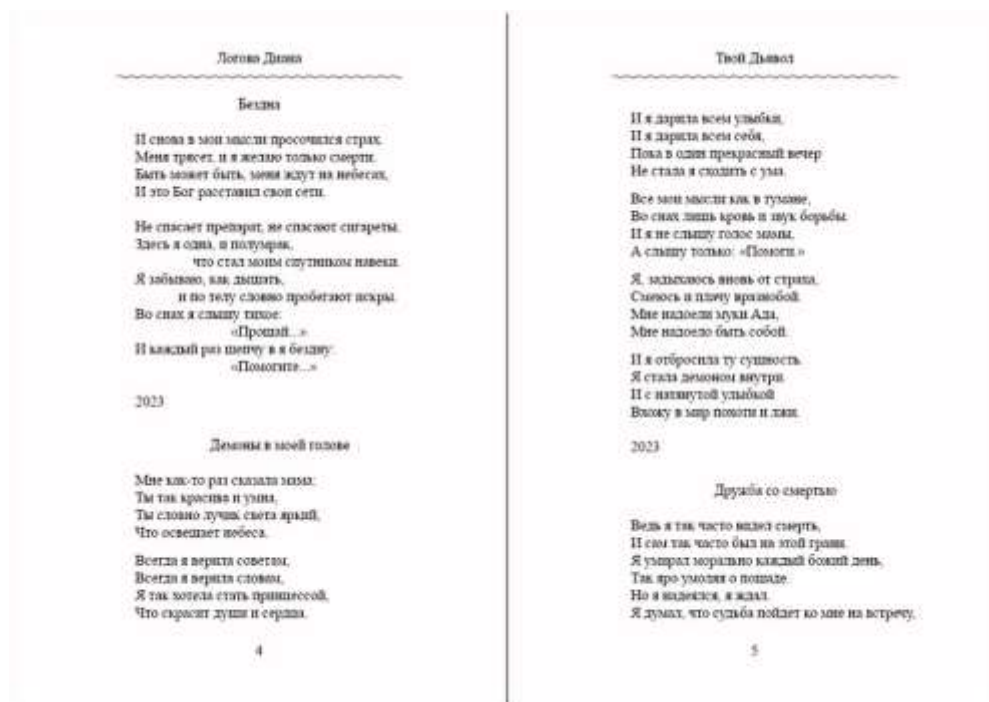 Логова Диана
Бездна
И снова в мои мысли просочился страх.
Меня трясет, и я желаю только смерти.
Быть может быть, меня ждут на небесах,
И это Бог расставил свои сети.
Не спасает препарат, не спасают сигареты.
Здесь я одна, и полумрак,
что стал моим спутником навеки.
Я забываю, как дышать,
и по телу словно пробегают искры.
Во снах я слышу тихое:
«Прощай...»
И каждый раз шепчу в я бездну:
«Помогите...»
2023
Демоны в моей голове
Мне как-то раз сказала мама:
Ты так красива и умна,
Ты словно лучик света яркий,
Что освещает небеса.
Всегда я верила советам,
Всегда я верила словам,
Я так хотела стать принцессой,
Что скрасит души и сердца.
4
Твой Дьявол
И я дарила всем улыбки,
И я дарила всем себя,
Пока в один прекрасный вечер
Не стала я сходить с ума.
Все мои мысли как в тумане,
Во снах лишь кровь и звук борьбы.
И я не слышу голос мамы,
А слышу только: «Помоги.»
Я, задыхаюсь вновь от страха,
Смеюсь и плачу вразнобой.
Мне надоели муки Ада,
Мне надоело быть собой.
И я отбросила ту сущность.
Я стала демоном внутри.
И с натянутой улыбкой
Вхожу в мир похоти и лжи.
2023
Дружба со смертью
Ведь я так часто видел смерть,
И сам так часто был на этой грани.
Я умирал морально каждый божий день,
Так яро умоляя о пощаде.
Но я надеялся, я ждал.
Я думал, что судьба пойдет ко мне на встречу,
5